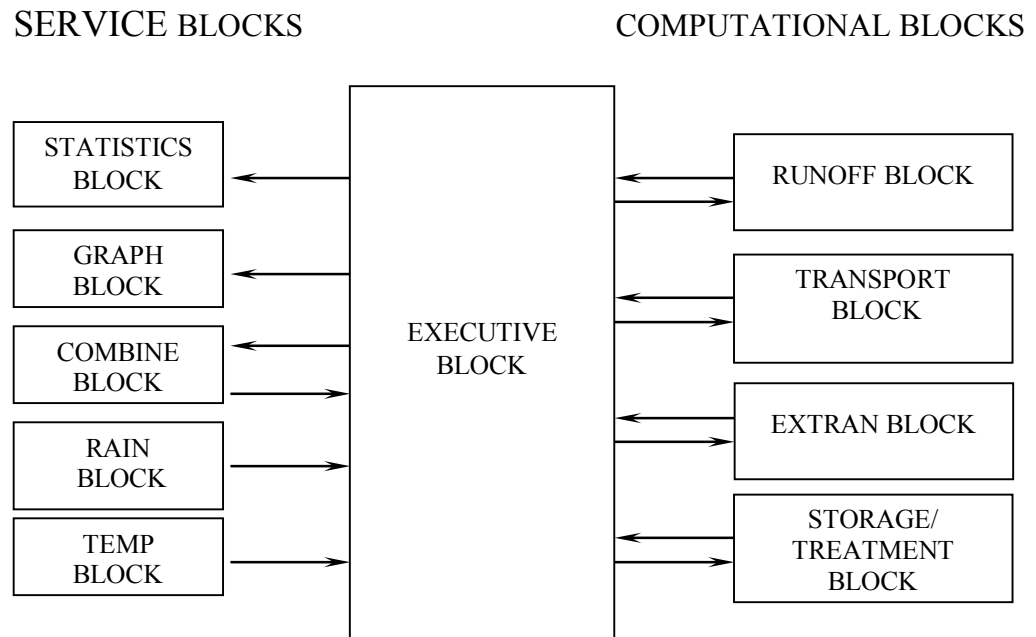 SERVICE BLOCKS
COMPUTATIONAL BLOCKS
STATISTICS
BLOCK
GRAPH
BLOCK
COMBINE
BLOCK
RAIN
BLOCK
TEMP
BLOCK
EXECUTIVE
BLOCK
RUNOFF BLOCK
TRANSPORT
BLOCK
EXTRAN BLOCK
STORAGE/
TREATMENT
BLOCK